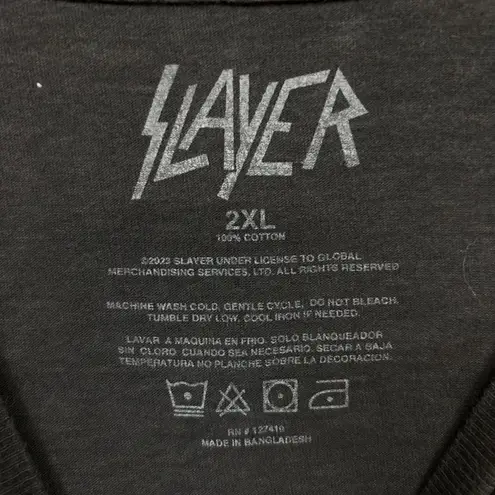 SLAYER
2XL
100% COTTON
©2023 SLAYER UNDER LICENSE TO GLOBAL
MERCHANDISING SERVICES, LTD. ALL RIGHTS RESERVED
MACHINE WASH COLD, GENTLE CYCLE, DO NOT BLEACH.
TUMBLE DRY LOW, COOL IRON IF NEEDED.
LAVAR A MAQUINA EN FRIO. SOLO BLANQUEADOR
SIN CLORO CUANDO SEA NECESARIO. SECAR A BAJA
TEMPERATURA NO PLANCHE SOBRE LA DECORACION.
RN # 127410
MADE IN BANGLADESH